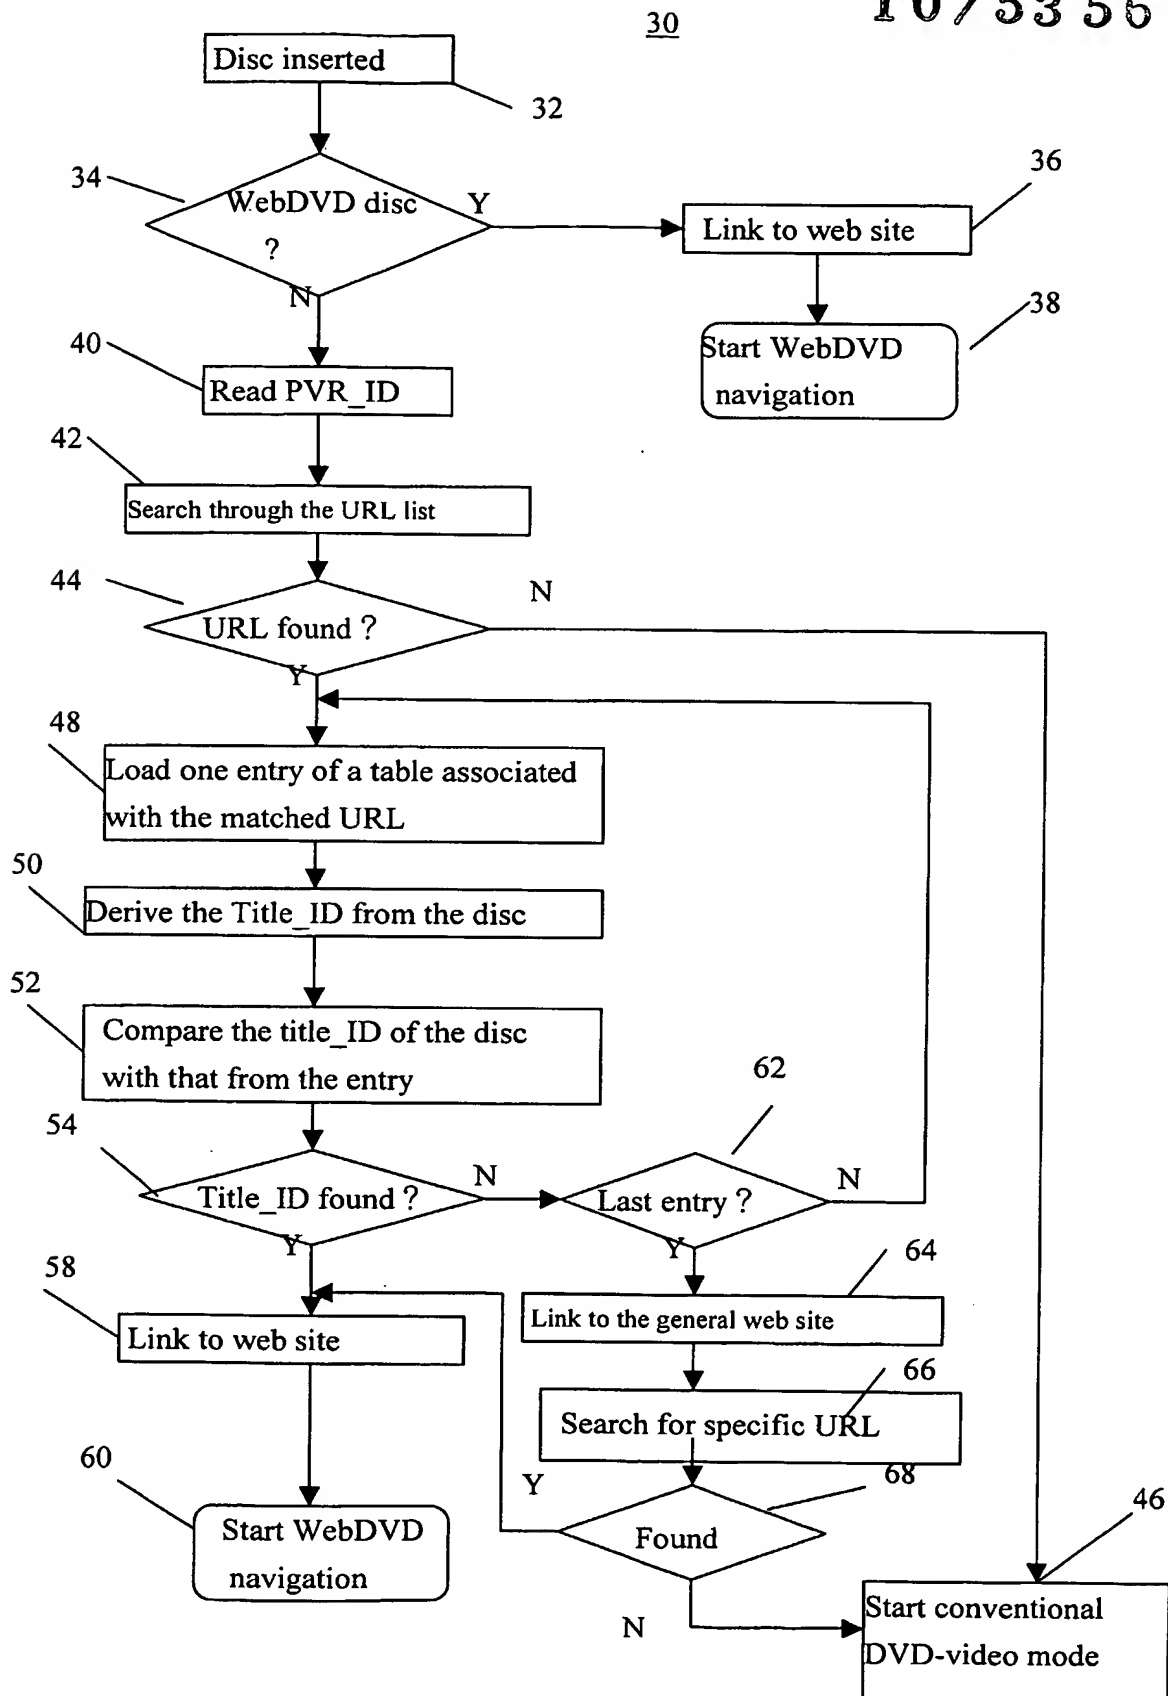 30
32
Disc inserted
34
WebDVD disc
?
Y
N
36
Link to web site
38
Start WebDVD
navigation
40
Read PVR_ID
42
Search through the URL list
44
URL found ?
N
Y
48
Load one entry of a table associated
with the matched URL
50
Derive the Title_ID from the disc
52
Compare the title_ID of the disc
with that from the entry
54
Title_ID found ?
N
Y
62
Last entry ?
N
Y
58
Link to web site
64
Link to the general web site
66
Search for specific URL
60
Start WebDVD
navigation
68
Found
Y
N
46
Start conventional
DVD-video mode